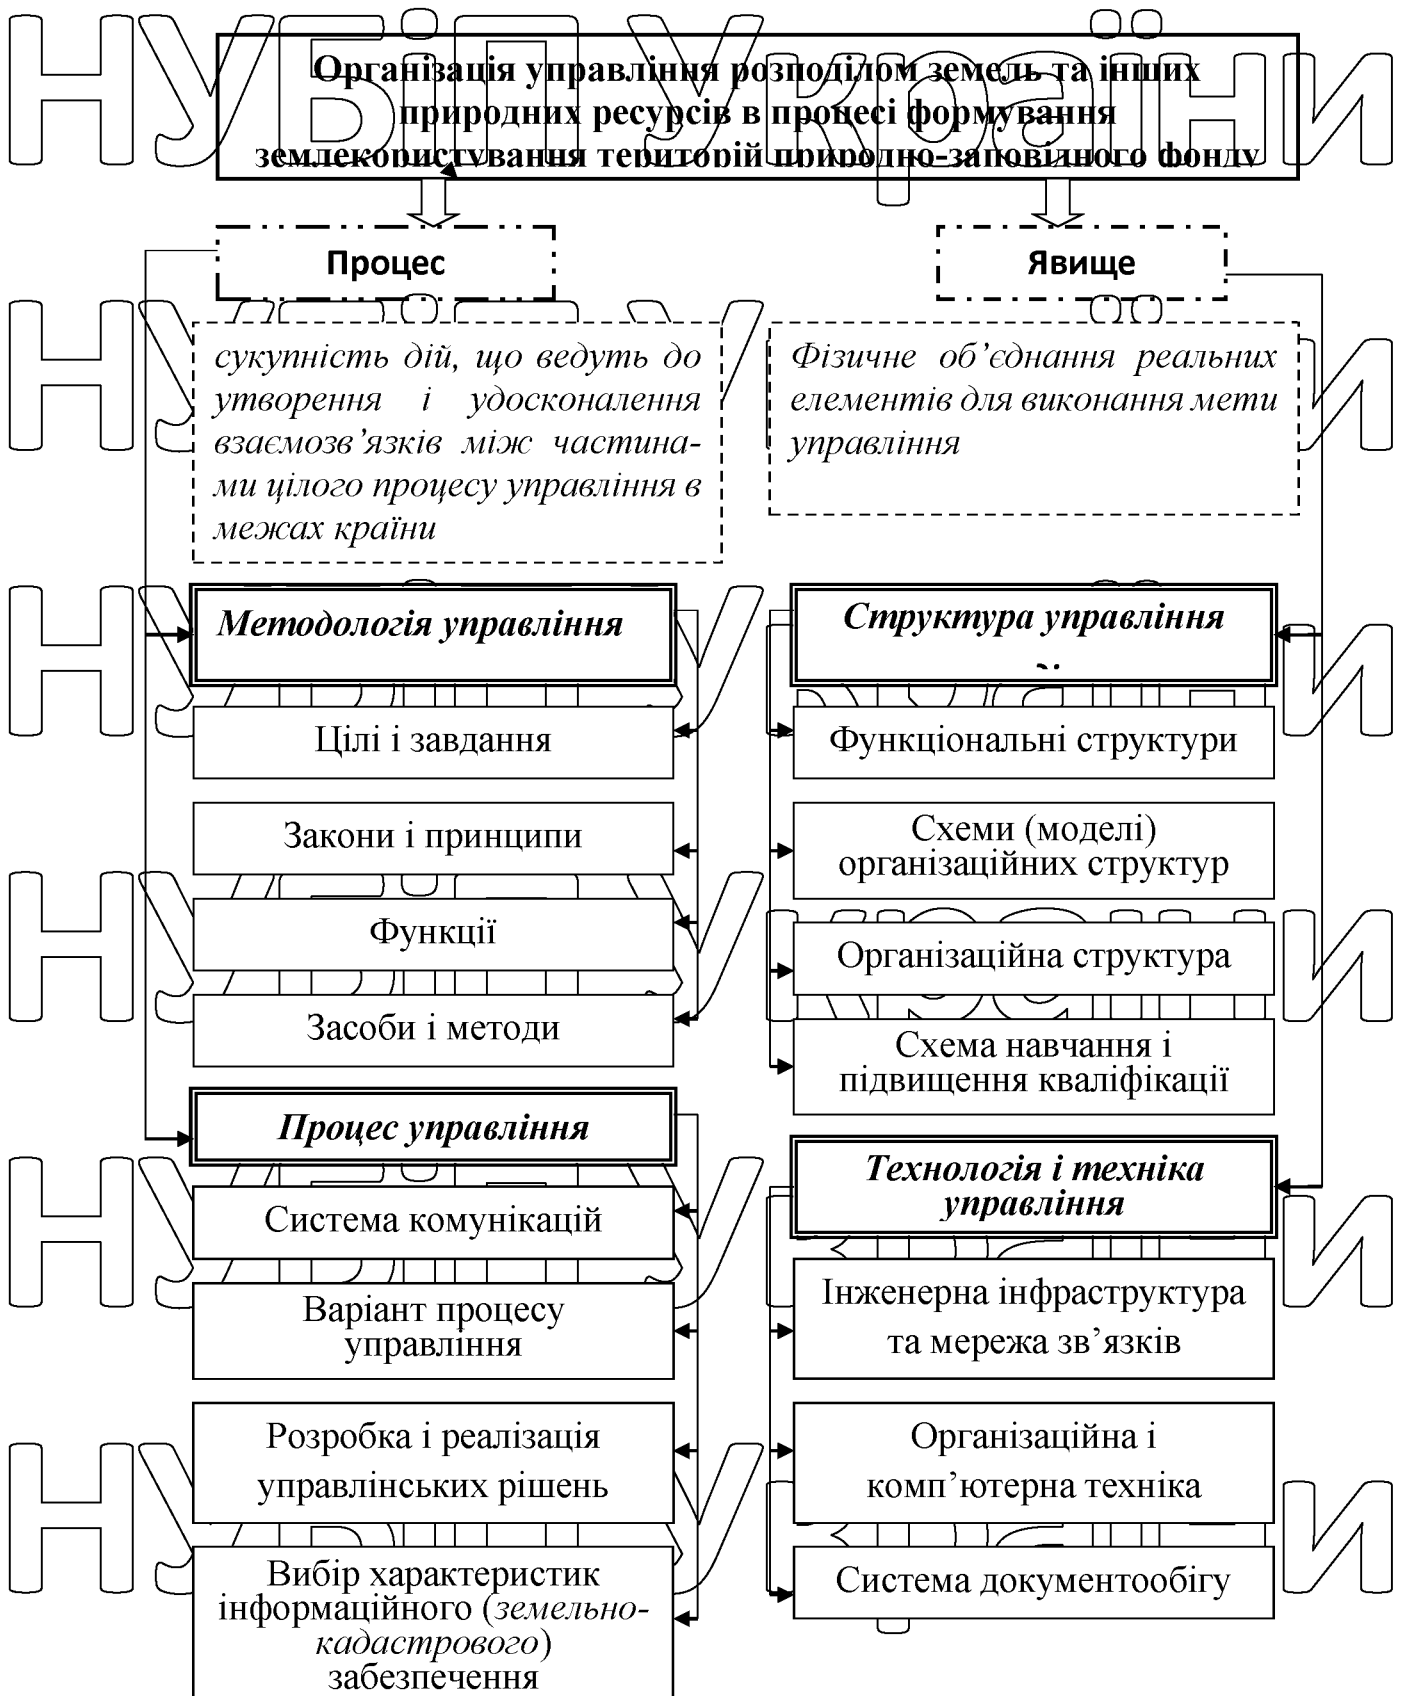 НУБіП України
Організація управління розподілом земель та інших
природних ресурсів в процесі формування
землекористування територій природно-заповідного фонду
Процес
Явище
сукупність дій, що ведуть до
утворення і удосконалення
взаємозв’язків між частина-
ми цілого процесу управління в
межах країни
Фізичне об’єднання реальних
елементів для виконання мети
управління
Методологія управління
Цілі і завдання
Закони і принципи
Функції
Засоби і методи
Процес управління
Система комунікацій
Варіант процесу
управління
Розробка і реалізація
управлінських рішень
Вибір характеристик
інформаційного (земельно-
кадастрового)
забезпечення
Структура управління
Функціональні структури
Схеми (моделі)
організаційних структур
Організаційна структура
Схема навчання і
підвищення кваліфікації
Технологія і техніка
управління
Інженерна інфраструктура
та мережа зв’язків
Організаційна і
комп’ютерна техніка
Система документообігу